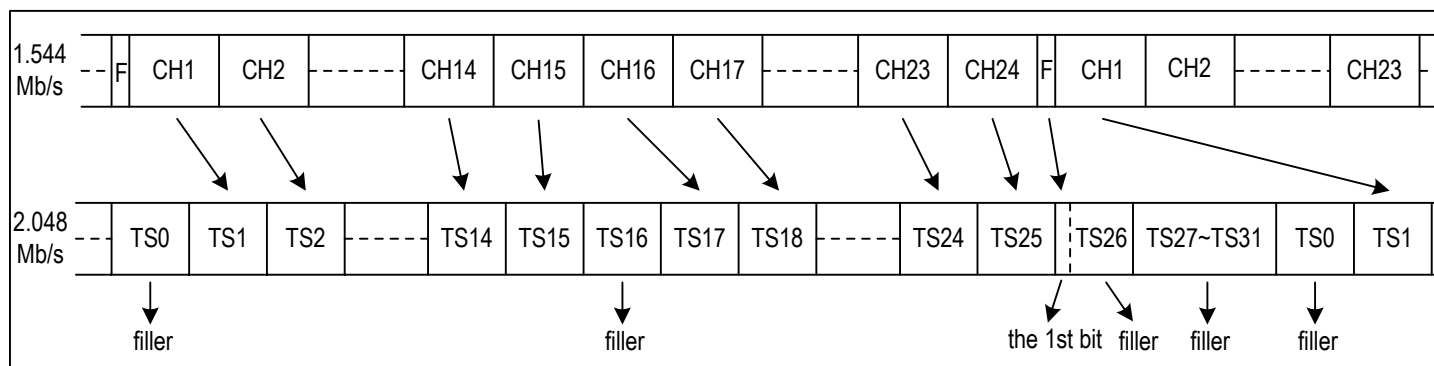 1.544
Mb/s
F CH1 CH2 CH14 CH15 CH16 CH17 CH23 CH24 F CH1 CH2 CH23
2.048
Mb/s
TS0 TS1 TS2 TS14 TS15 TS16 TS17 TS18 TS24 TS25 TS26 TS27~TS31 TS0 TS1
filler filler the 1st bit filler filler filler